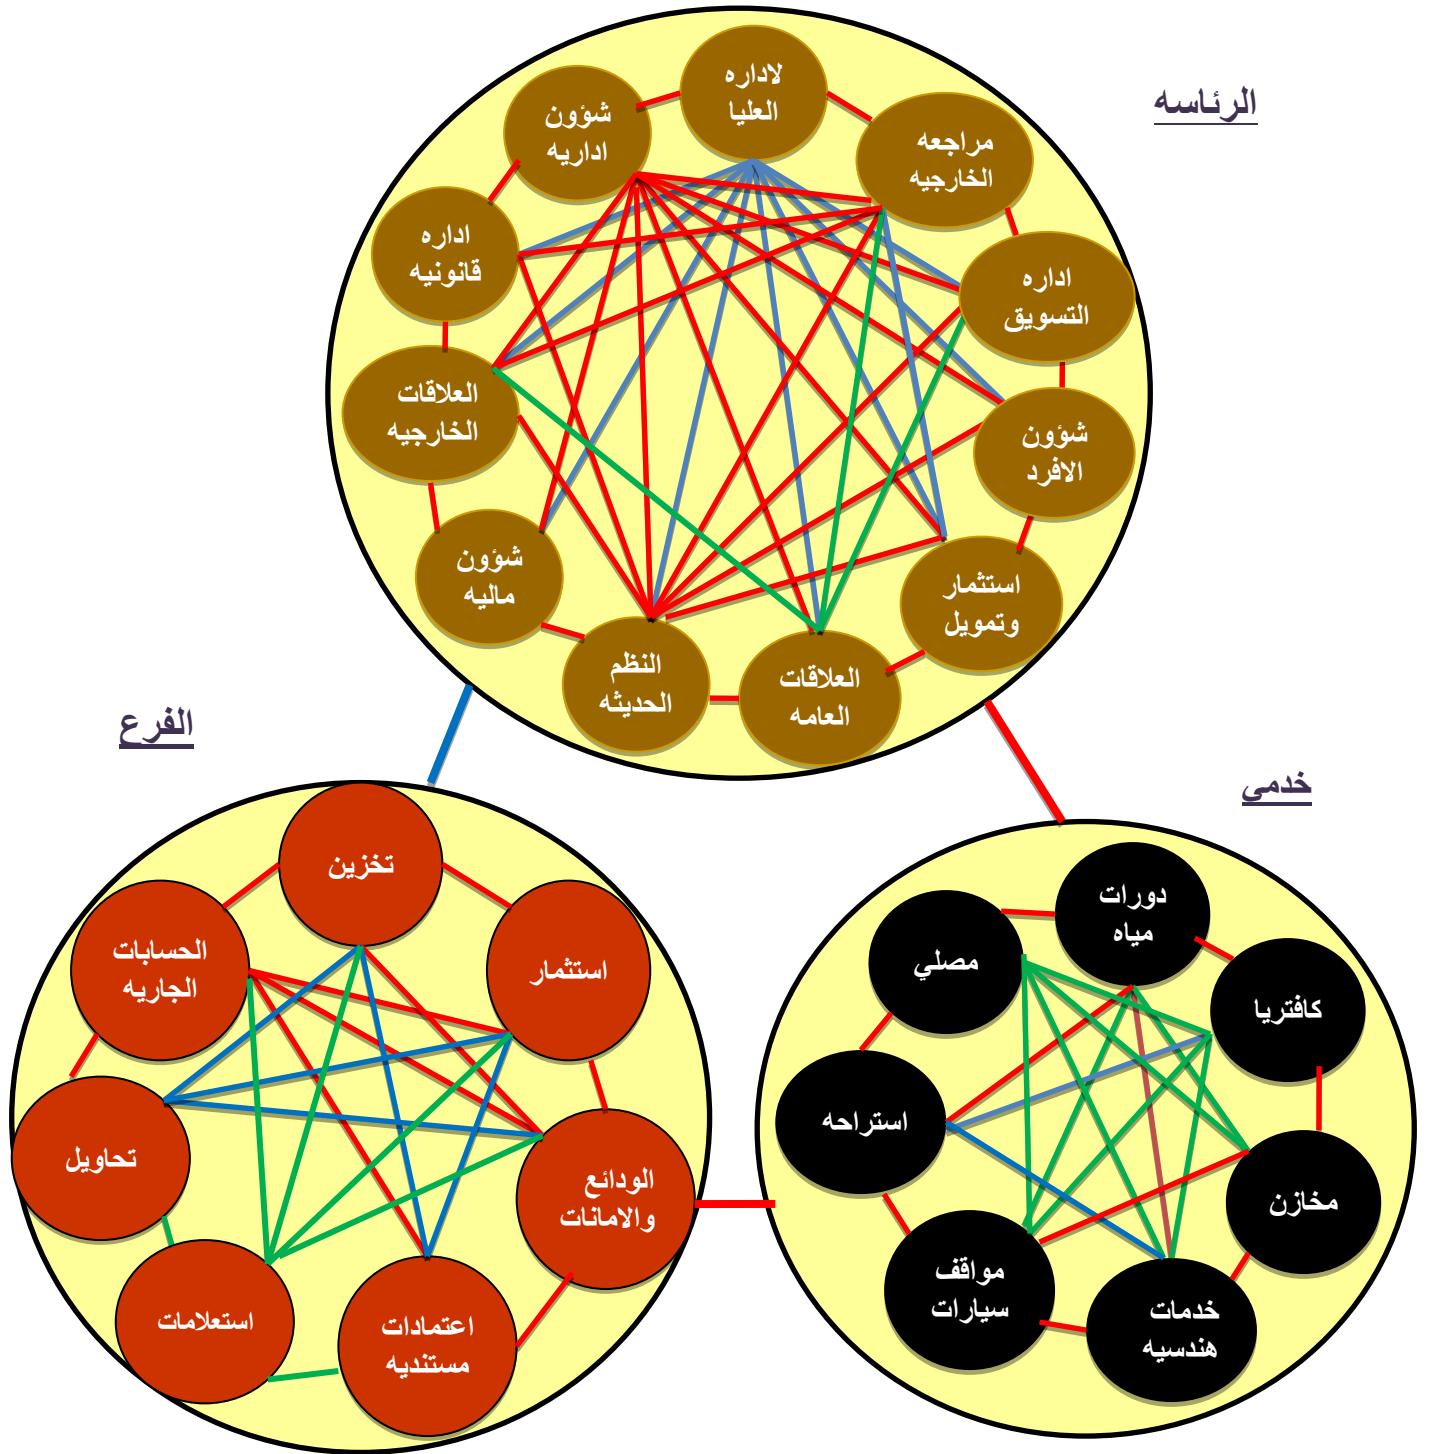 الرئاسه
لاداره
العليا
مراجعه
الخارجيه
اداره
التسويق
شؤون
الافرد
استثمار
وتمويل
العلاقات
العامه
النظم
الحديثه
شؤون
ماليه
العلاقات
الخارجيه
اداره
قانونيه
شؤون
اداريه
خدمي
دورات
مياه
كافتريا
مخازن
خدمات
هندسيه
مواقف
سيارات
استراحه
مصلي
الفرع
تخزين
استثمار
الودائع
والامانات
اعتمادات
مستنديه
استعلامات
تحاويل
الحسابات
الجاريه